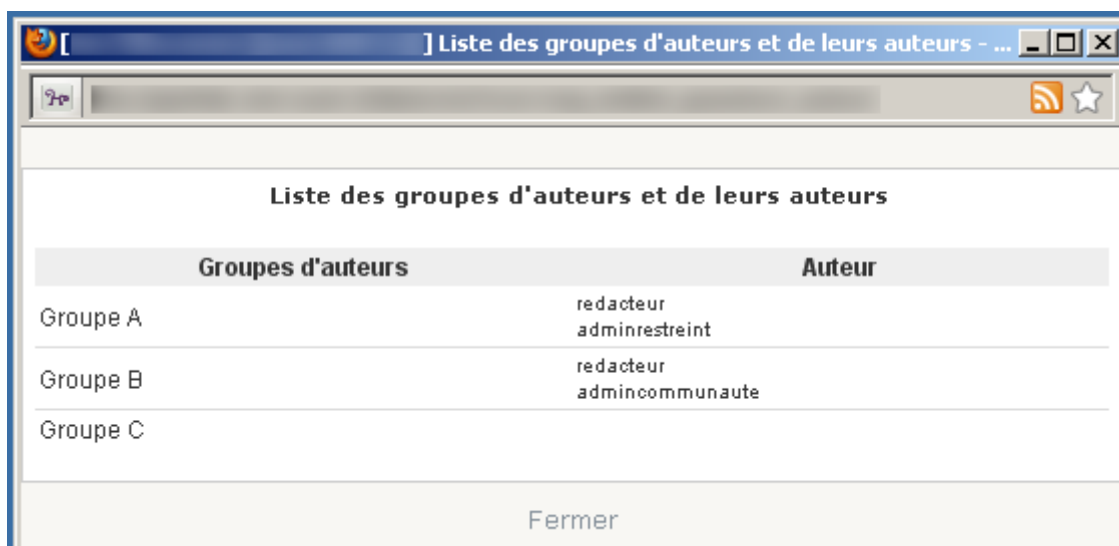 [ ] Liste des groupes d'auteurs et de leurs auteurs - ...
Liste des groupes d'auteurs et de leurs auteurs
Groupes d'auteurs Auteur
Groupe A
redacteur
adminrestreint
Groupe B
redacteur
admincommunaute
Groupe C
Fermer